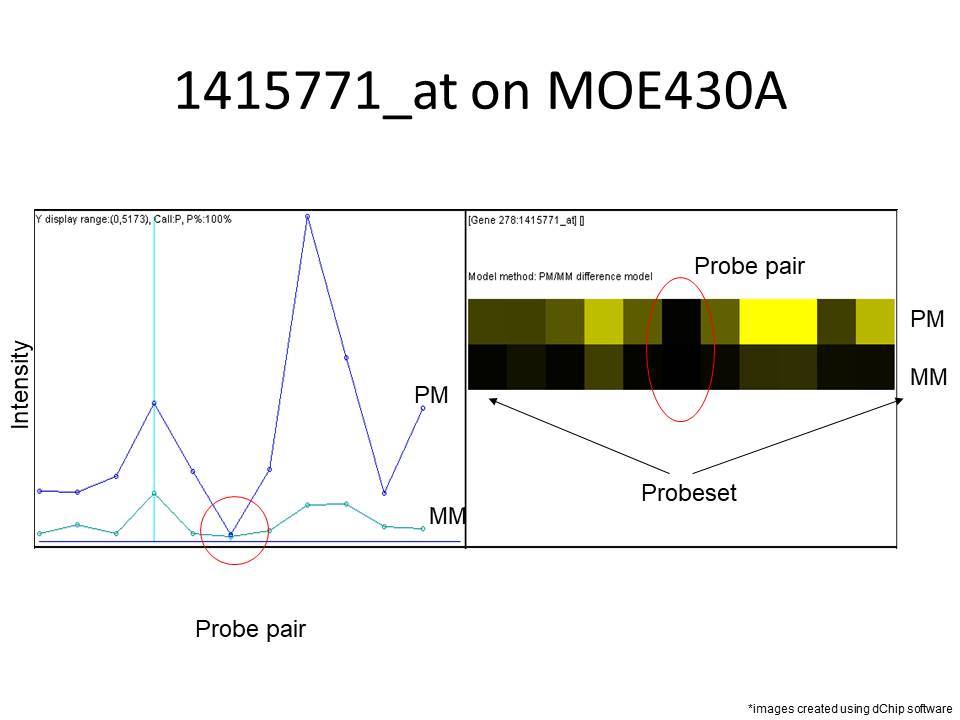 1415771_at on MOE430A
Y display range:(0,5173), Call:P, P%:100%
[Gene 278:1415771_at] []
Model method: PM/MM difference model
Probe pair
PM
MM
Intensity
PM
MM
Probeset
Probe pair
*images created using dChip software